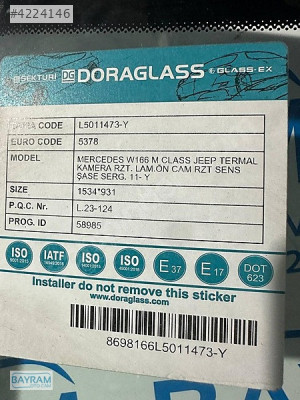 #4224146
DG DORAGLASS GLASS-EX
CODE L5011473-Y
EURO CODE 5378
MODEL MERCEDES W166 M CLASS JEEP TERMAL
KAMERA RZT. LAM.ÖN CAM RZT SENS
ŞASE SERG. 11- Y
SIZE 1534*931
P.Q.C. Nr. L.23-124
PROG. ID 58985
ISO IATF ISO ISO E 37 E 17 DOT 623
Installer do not remove this sticker
www.doraglass.com
8698166L5011473-Y
BAYRAM